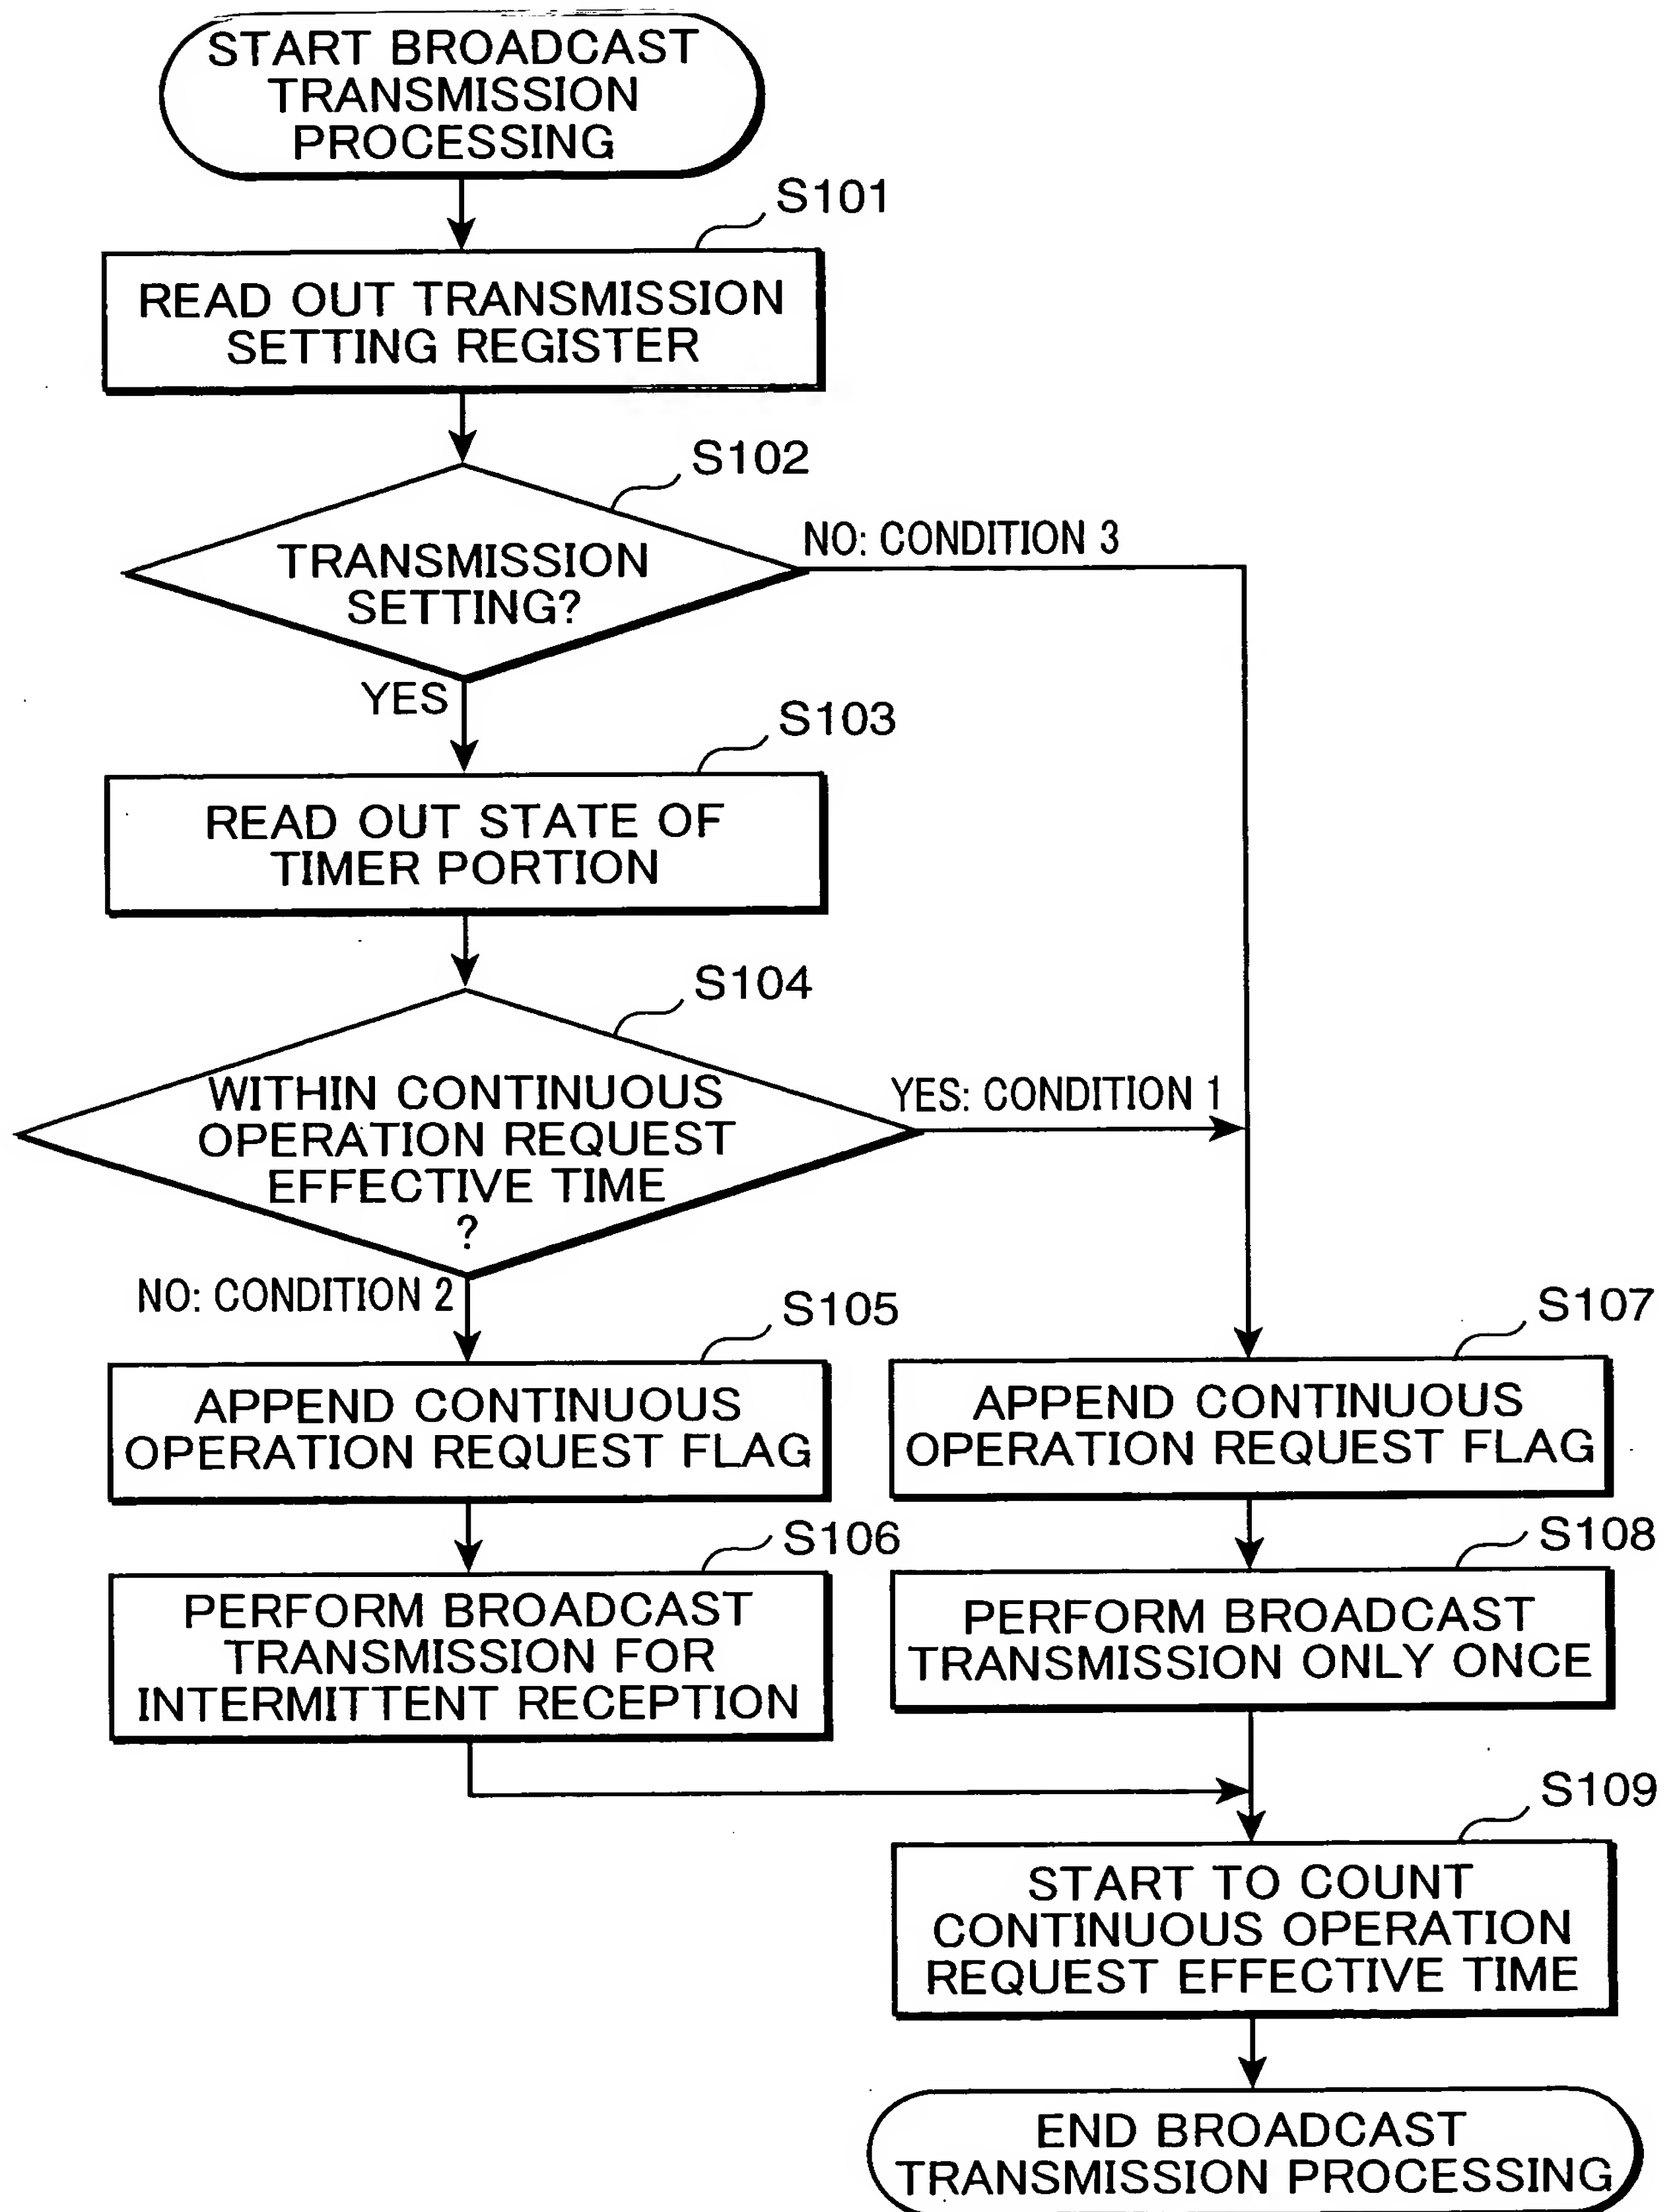 START BROADCAST
TRANSMISSION
PROCESSING
S101
READ OUT TRANSMISSION
SETTING REGISTER
S102
TRANSMISSION
SETTING?
NO: CONDITION 3
YES
S103
READ OUT STATE OF
TIMER PORTION
S104
WITHIN CONTINUOUS
OPERATION REQUEST
EFFECTIVE TIME
?
YES: CONDITION 1
NO: CONDITION 2
S105
APPEND CONTINUOUS
OPERATION REQUEST FLAG
S106
PERFORM BROADCAST
TRANSMISSION FOR
INTERMITTENT RECEPTION
S107
APPEND CONTINUOUS
OPERATION REQUEST FLAG
S108
PERFORM BROADCAST
TRANSMISSION ONLY ONCE
S109
START TO COUNT
CONTINUOUS OPERATION
REQUEST EFFECTIVE TIME
END BROADCAST
TRANSMISSION PROCESSING